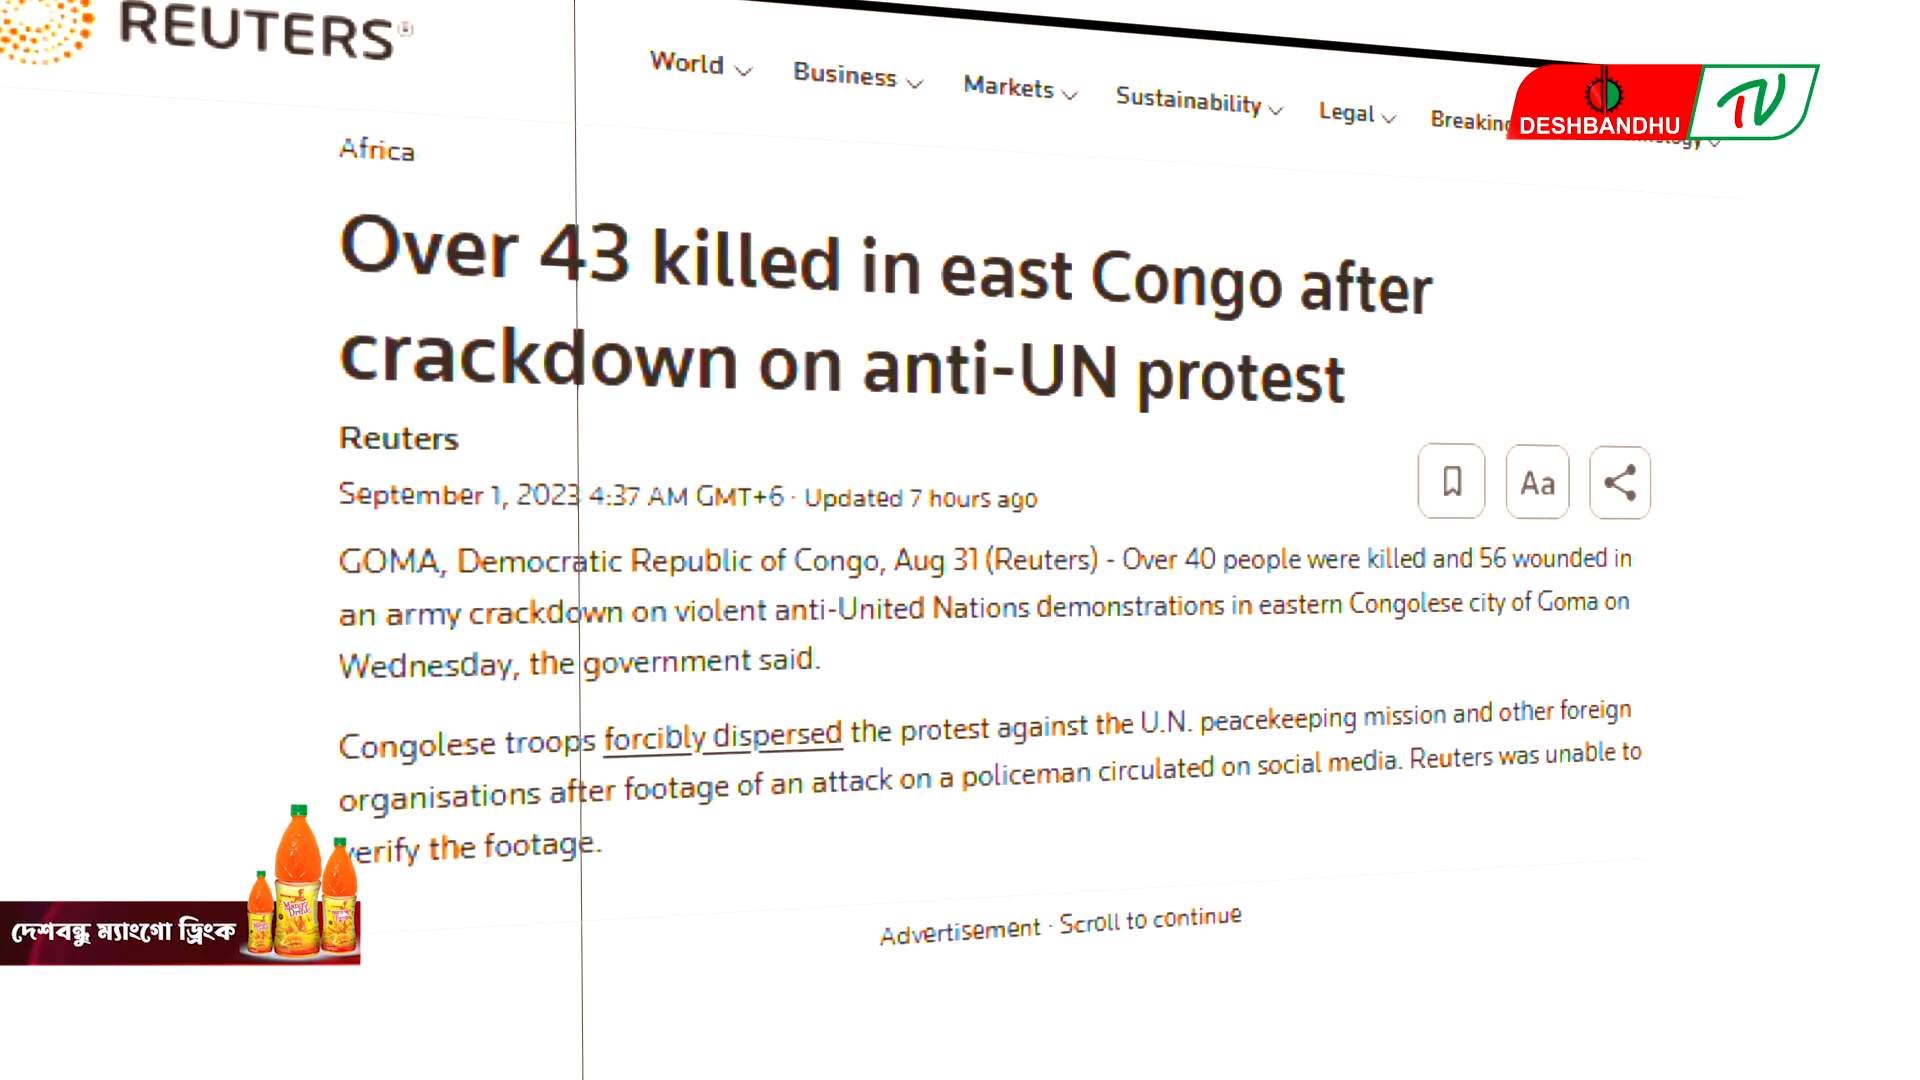 REUTERS®
World
Business
Markets
Sustainability
Legal
Breaking
DESHBANDHU TV
Africa
Over 43 killed in east Congo after
crackdown on anti-UN protest
Reuters
September 1, 2023 4:37 AM GMT+6 · Updated 7 hours ago
Aa
GOMA, Democratic Republic of Congo, Aug 31 (Reuters) - Over 40 people were killed and 56 wounded in
an army crackdown on violent anti-United Nations demonstrations in eastern Congolese city of Goma on
Wednesday, the government said.
Congolese troops forcibly dispersed the protest against the U.N. peacekeeping mission and other foreign
organisations after footage of an attack on a policeman circulated on social media. Reuters was unable to
verify the footage.
দেশবন্ধু ম্যাংগো ড্রিংক
Mango Drink
Advertisement · Scroll to continue